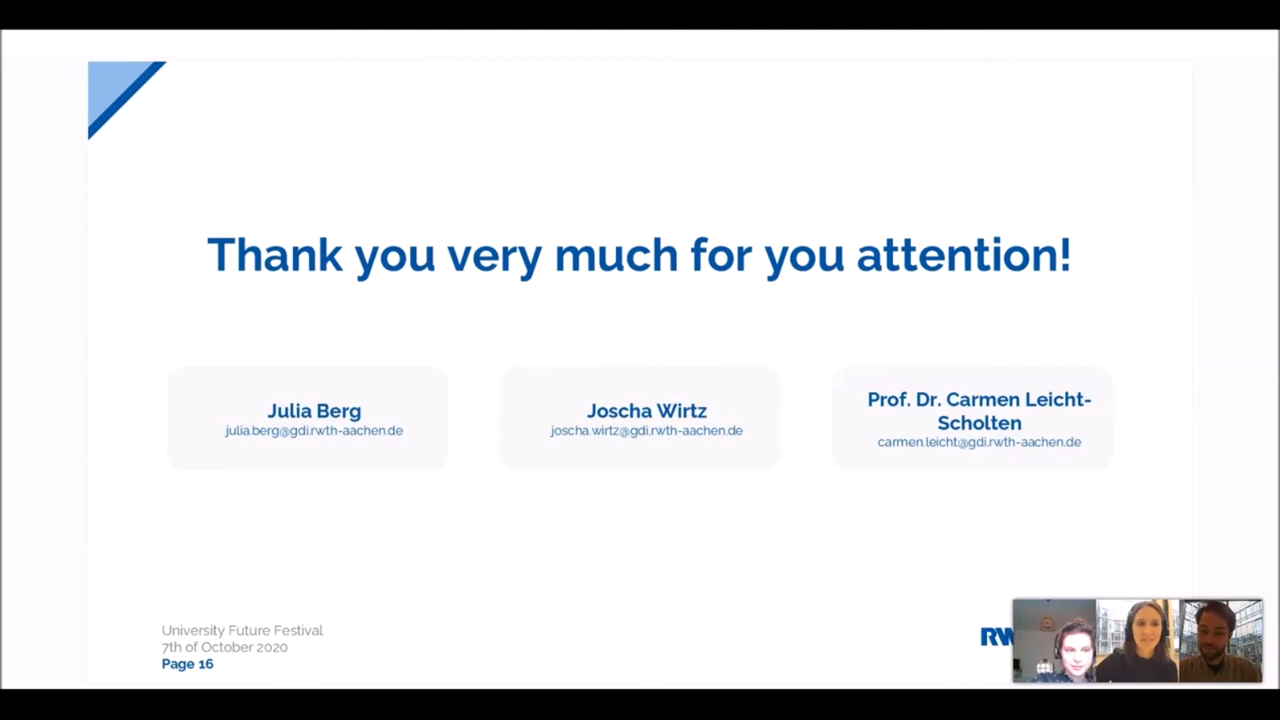 Thank you very much for you attention!
Julia Berg
julia.berg@gdi.rwth-aachen.de
Joscha Wirtz
joscha.wirtz@gdi.rwth-aachen.de
Prof. Dr. Carmen Leicht-
Scholten
carmen.leicht@gdi.rwth-aachen.de
University Future Festival
7th of October 2020
Page 16
RW